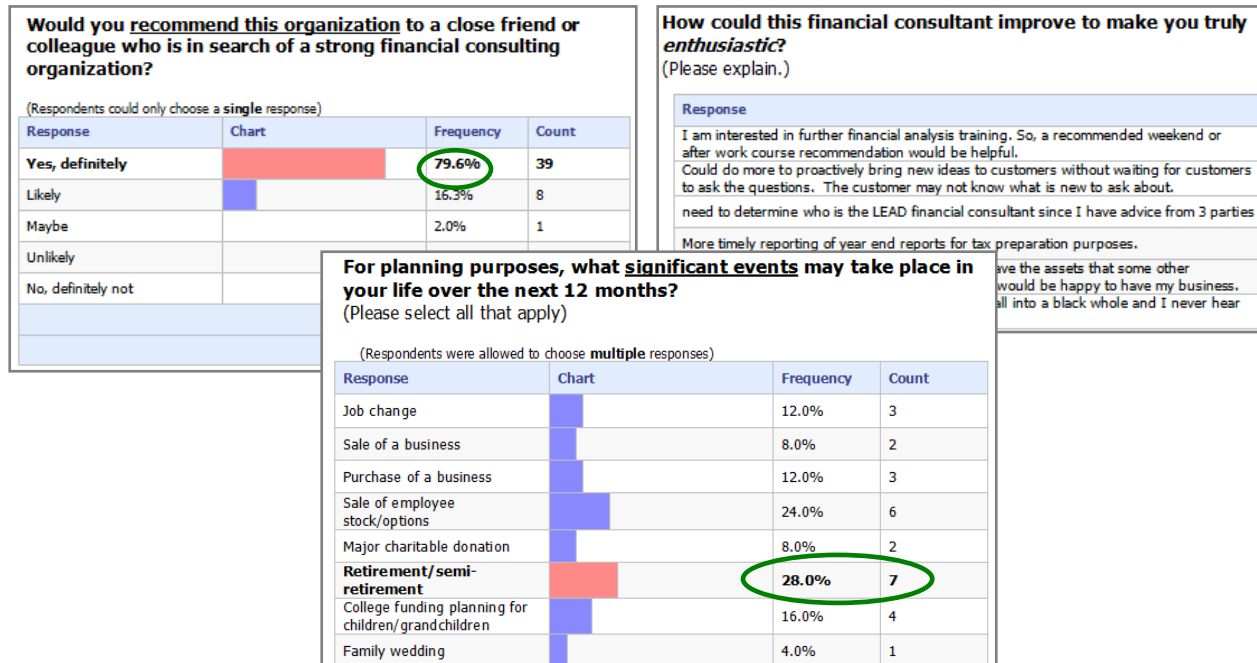 Would you recommend this organization to a close friend or
colleague who is in search of a strong financial consulting
organization?
(Respondents could only choose a single response)
Response Chart Frequency Count
Yes, definitely 79.6% 39
Likely 16.3% 8
Maybe 2.0% 1
Unlikely
No, definitely not
How could this financial consultant improve to make you truly
enthusiastic?
(Please explain.)
Response
I am interested in further financial analysis training. So, a recommended weekend or
after work course recommendation would be helpful.
Could do more to proactively bring new ideas to customers without waiting for customers
to ask the questions. The customer may not know what is new to ask about.
need to determine who is the LEAD financial consultant since I have advice from 3 parties
More timely reporting of year end reports for tax preparation purposes.
ave the assets that some other
would be happy to have my business.
all into a black whole and I never hear
For planning purposes, what significant events may take place in
your life over the next 12 months?
(Please select all that apply)
(Respondents were allowed to choose multiple responses)
Response Chart Frequency Count
Job change 12.0% 3
Sale of a business 8.0% 2
Purchase of a business 12.0% 3
Sale of employee
stock/options 24.0% 6
Major charitable donation 8.0% 2
Retirement/semi-
retirement 28.0% 7
College funding planning for
children/grandchildren 16.0% 4
Family wedding 4.0% 1